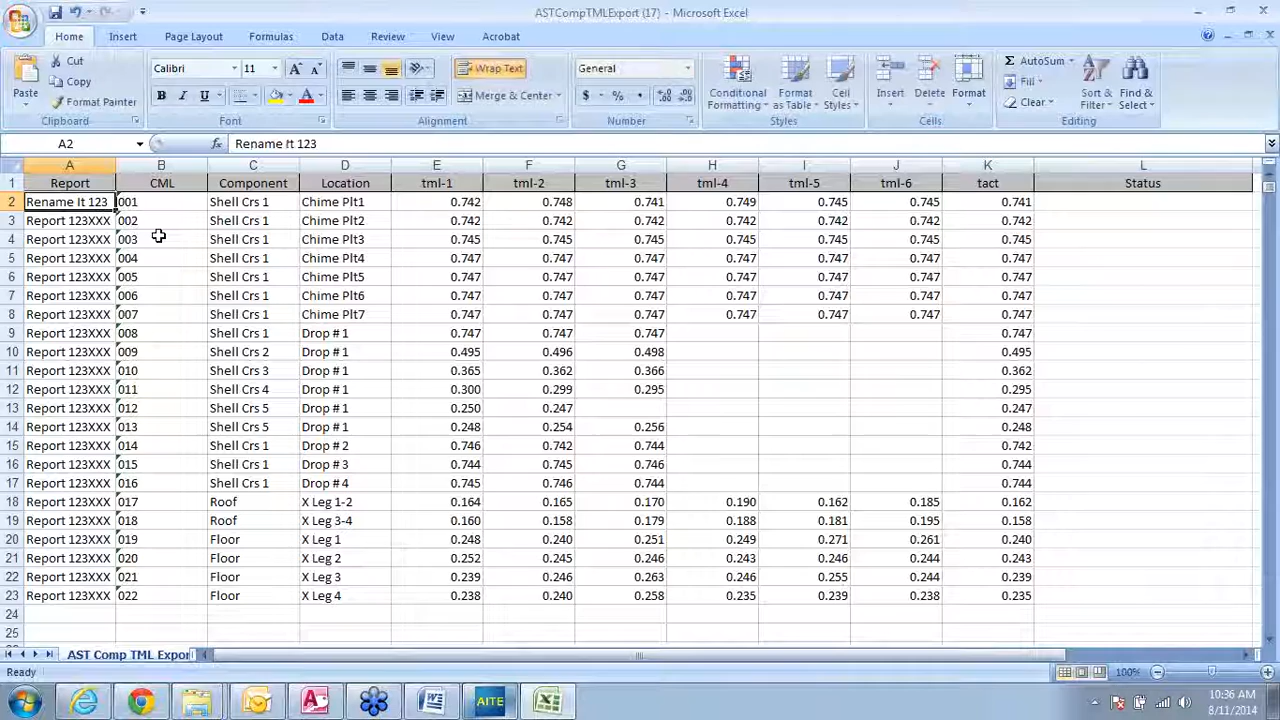 ASTCompTMLExport (17) - Microsoft Excel
Home Insert Page Layout Formulas Data Review View Acrobat
Paste Cut Copy Format Painter Clipboard
Calibri 11 A A B I U A Font
Wrap Text Merge & Center Alignment
General $ % , Number
Conditional Formatting Format as Table Cell Styles Styles
Insert Delete Format Cells
Σ AutoSum Fill Clear Sort & Filter Find & Select Editing
A2 fx Rename It 123
A B C D E F G H I J K L
1 Report CML Component Location tml-1 tml-2 tml-3 tml-4 tml-5 tml-6 tact Status
2 Rename It 123 001 Shell Crs 1 Chime Plt1 0.742 0.748 0.741 0.749 0.745 0.745 0.741
3 Report 123XXX 002 Shell Crs 1 Chime Plt2 0.742 0.742 0.742 0.742 0.742 0.742 0.742
4 Report 123XXX 003 Shell Crs 1 Chime Plt3 0.745 0.745 0.745 0.745 0.745 0.745 0.745
5 Report 123XXX 004 Shell Crs 1 Chime Plt4 0.747 0.747 0.747 0.747 0.747 0.747 0.747
6 Report 123XXX 005 Shell Crs 1 Chime Plt5 0.747 0.747 0.747 0.747 0.747 0.747 0.747
7 Report 123XXX 006 Shell Crs 1 Chime Plt6 0.747 0.747 0.747 0.747 0.747 0.747 0.747
8 Report 123XXX 007 Shell Crs 1 Chime Plt7 0.747 0.747 0.747 0.747 0.747 0.747 0.747
9 Report 123XXX 008 Shell Crs 1 Drop # 1 0.747 0.747 0.747 0.747
10 Report 123XXX 009 Shell Crs 2 Drop # 1 0.495 0.496 0.498 0.495
11 Report 123XXX 010 Shell Crs 3 Drop # 1 0.365 0.362 0.366 0.362
12 Report 123XXX 011 Shell Crs 4 Drop # 1 0.300 0.299 0.295 0.295
13 Report 123XXX 012 Shell Crs 5 Drop # 1 0.250 0.247 0.247
14 Report 123XXX 013 Shell Crs 5 Drop # 1 0.248 0.254 0.256 0.248
15 Report 123XXX 014 Shell Crs 1 Drop # 2 0.746 0.742 0.744 0.742
16 Report 123XXX 015 Shell Crs 1 Drop # 3 0.744 0.745 0.746 0.744
17 Report 123XXX 016 Shell Crs 1 Drop # 4 0.745 0.746 0.744 0.744
18 Report 123XXX 017 Roof X Leg 1-2 0.164 0.165 0.170 0.190 0.162 0.185 0.162
19 Report 123XXX 018 Roof X Leg 3-4 0.160 0.158 0.179 0.188 0.181 0.195 0.158
20 Report 123XXX 019 Floor X Leg 1 0.248 0.240 0.251 0.249 0.271 0.261 0.240
21 Report 123XXX 020 Floor X Leg 2 0.252 0.245 0.246 0.243 0.246 0.244 0.243
22 Report 123XXX 021 Floor X Leg 3 0.239 0.246 0.263 0.246 0.255 0.244 0.239
23 Report 123XXX 022 Floor X Leg 4 0.238 0.240 0.258 0.235 0.239 0.238 0.235
24
25
AST Comp TML Expor
Ready 100%
AITE 10:36 AM
8/11/2014